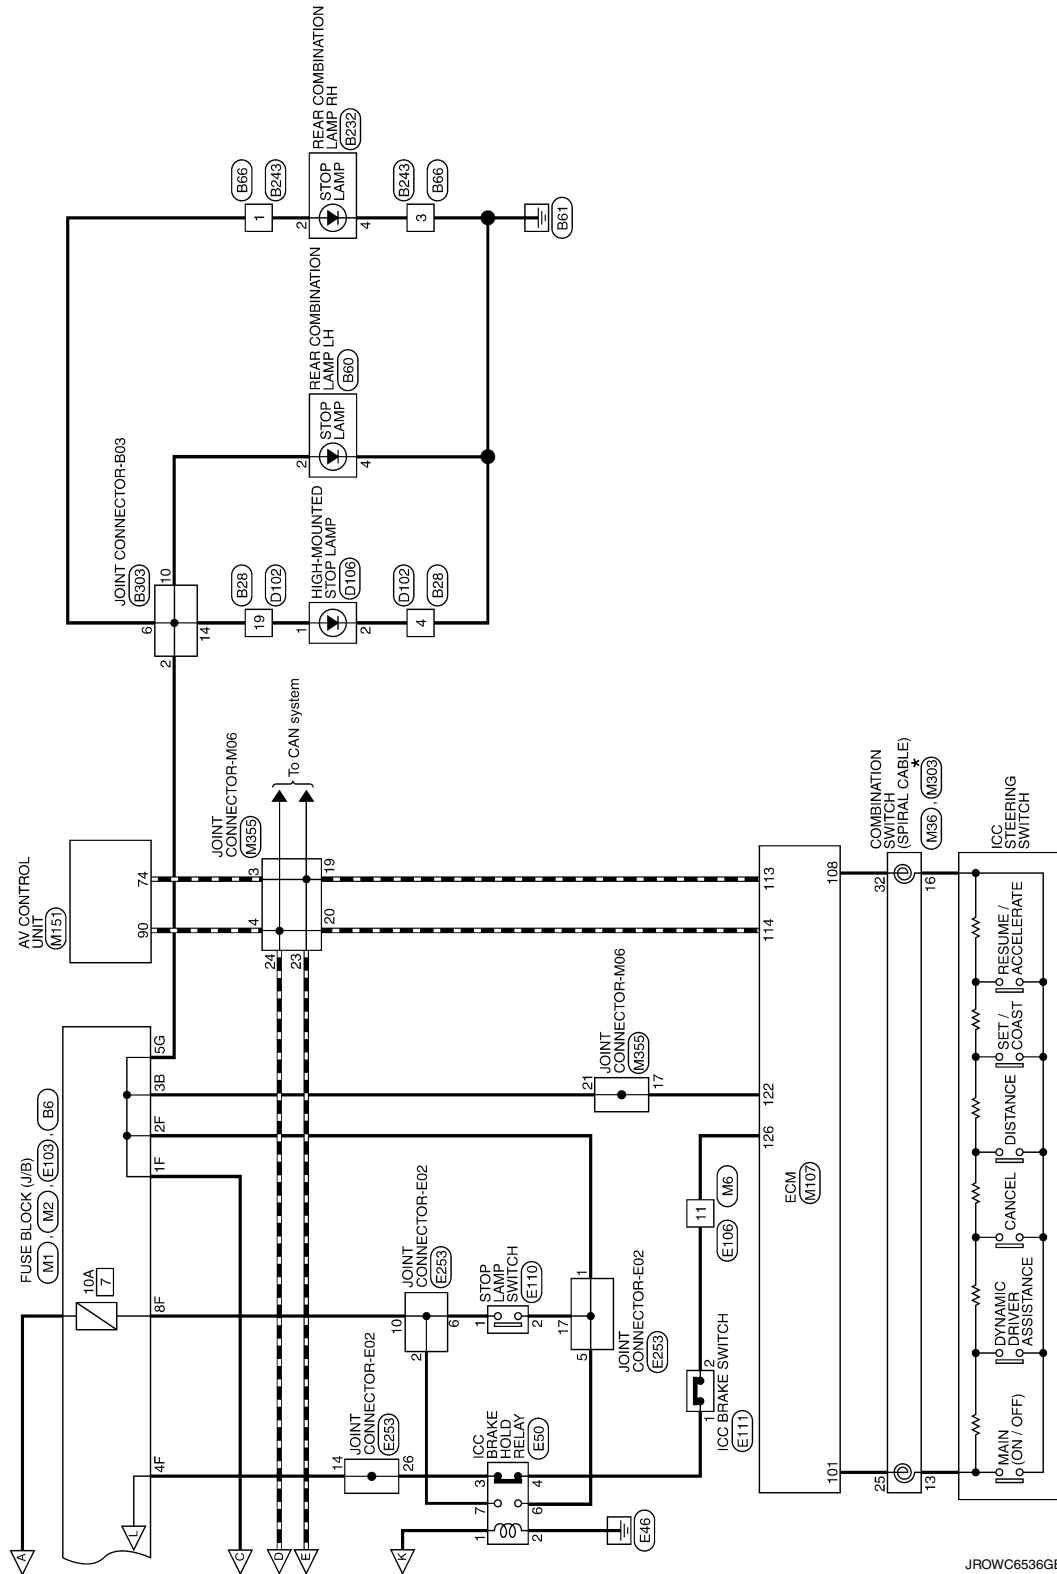 FUSE BLOCK (J/B)
M1 , M2 , E103 , B6
10A
7
4F
8F
1F
2F
3B
5G
A
L
C
D
E
K
AV CONTROL
UNIT
M151
90
74
JOINT
CONNECTOR-M06
M355
4
3
24
23
20
19
To CAN system
JOINT CONNECTOR-B03
B303
6
10
2
14
B28
D102
19
HIGH-MOUNTED
STOP LAMP
D106
1
2
D102
B28
4
REAR COMBINATION
LAMP LH
B60
2
STOP
LAMP
4
B66
B243
1
REAR COMBINATION
LAMP RH
B232
2
STOP
LAMP
4
B243
B66
3
B61
JOINT
CONNECTOR-E02
E253
14
26
JOINT
CONNECTOR-E02
E253
10
2
6
STOP
LAMP
SWITCH
E110
1
2
17
1
5
JOINT
CONNECTOR-E02
E253
ICC
BRAKE
HOLD
RELAY
E50
1
7
3
2
6
4
E46
JOINT
CONNECTOR-M06
M355
21
17
1
2
ICC BRAKE SWITCH
E111
11
E106
M6
126
122
114
113
ECM
M107
101
108
COMBINATION
SWITCH
(SPIRAL CABLE)
*
M36 , M303
25
32
13
16
ICC
STEERING
SWITCH
MAIN
(ON / OFF)
DYNAMIC
DRIVER
ASSISTANCE
CANCEL
DISTANCE
SET /
COAST
RESUME /
ACCELERATE